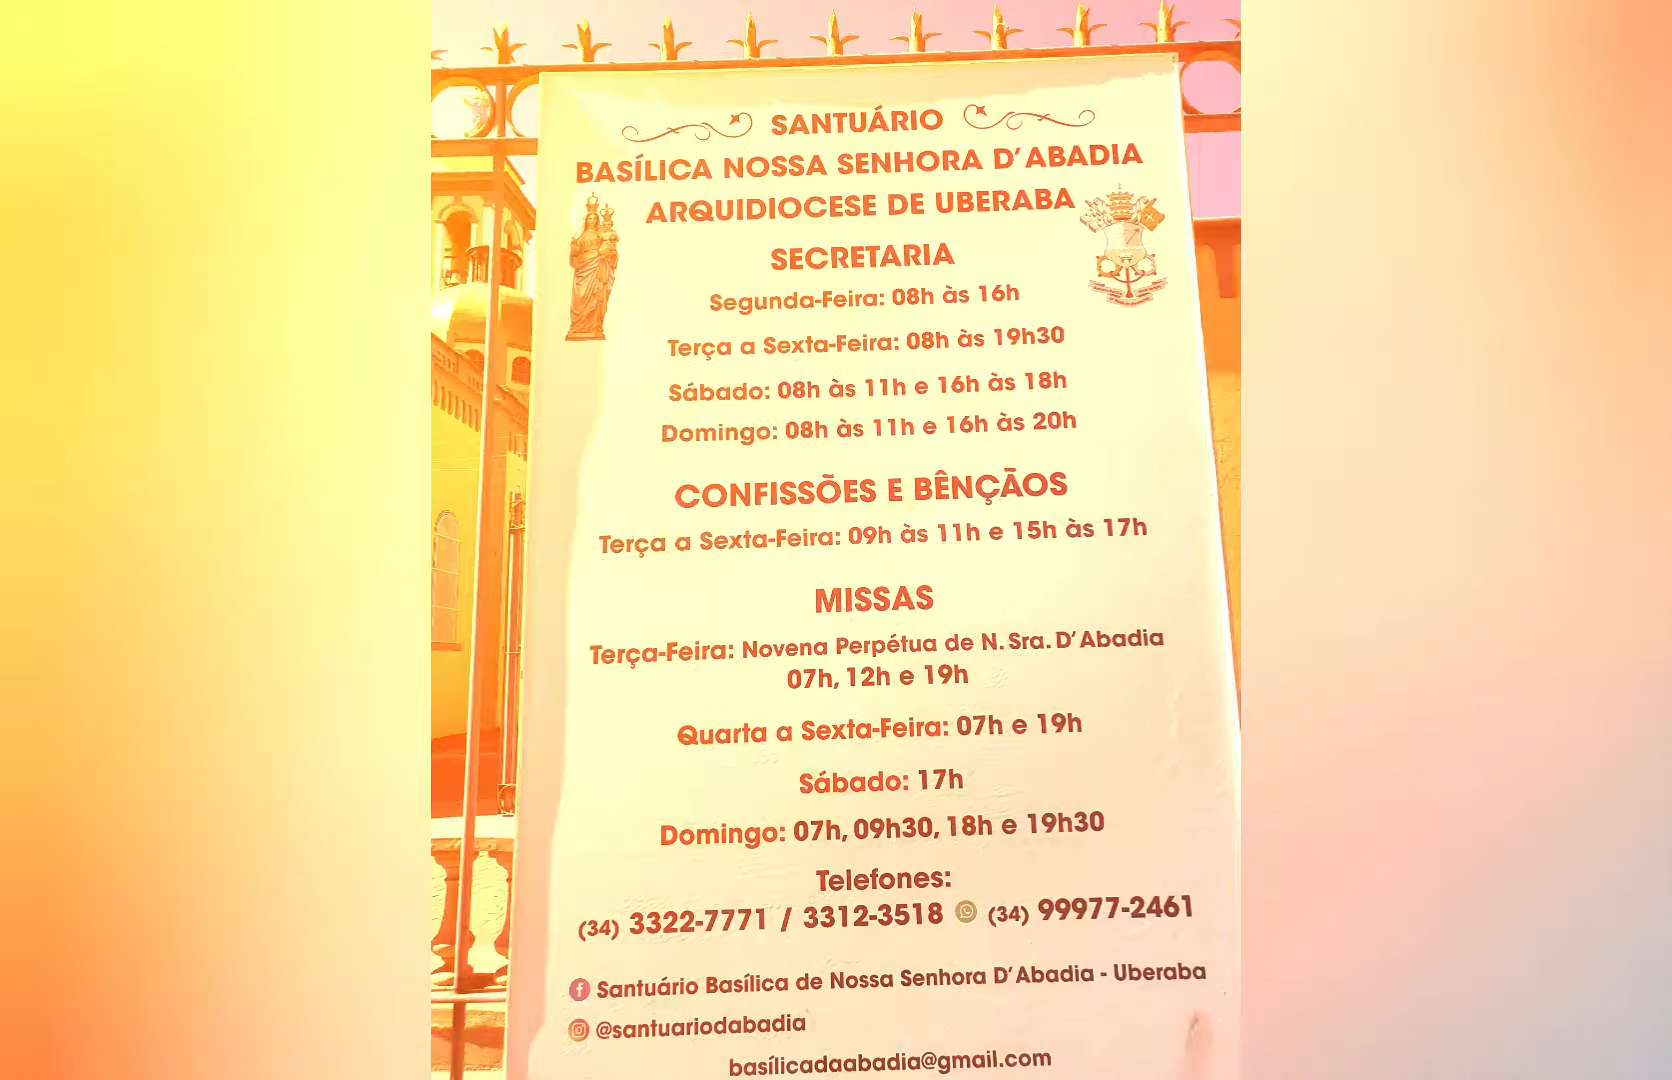 SANTUÁRIO
BASÍLICA NOSSA SENHORA D'ABADIA
ARQUIDIOCESE DE UBERABA
SECRETARIA
Segunda-Feira: 08h às 16h
Terça a Sexta-Feira: 08h às 19h30
Sábado: 08h às 11h e 16h às 18h
Domingo: 08h às 11h e 16h às 20h
CONFISSÕES E BÊNÇÃOS
Terça a Sexta-Feira: 09h às 11h e 15h às 17h
MISSAS
Terça-Feira: Novena Perpétua de N. Sra. D'Abadia
07h, 12h e 19h
Quarta a Sexta-Feira: 07h e 19h
Sábado: 17h
Domingo: 07h, 09h30, 18h e 19h30
Telefones:
(34) 3322-7771 / 3312-3518 (34) 99977-2461
Santuário Basílica de Nossa Senhora D'Abadia - Uberaba
@santuariodabadia
basílicadaabadia@gmail.com